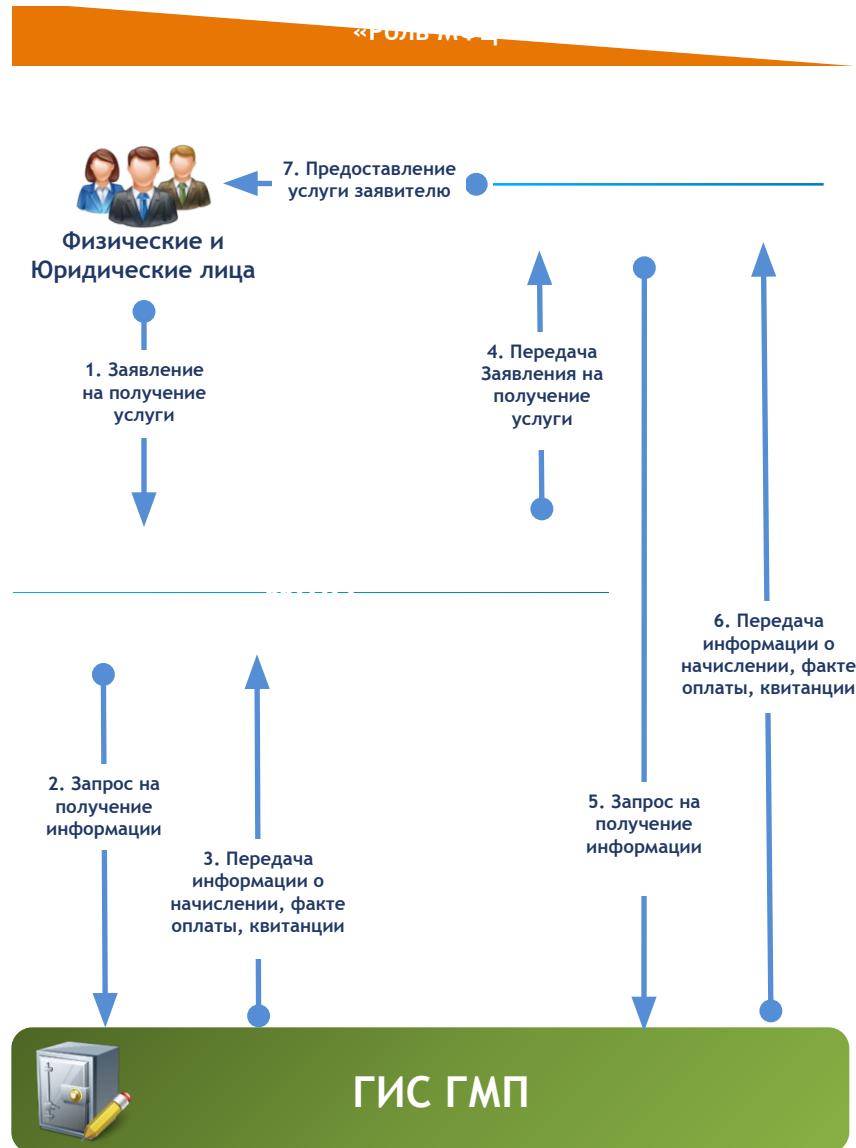 «Роль МФЦ
7. Предоставление
услуги заявителю
Физические и
Юридические лица
1. Заявление
на получение
услуги
4. Передача
Заявления на
получение
услуги
6. Передача
информации о
начислении, факте
оплаты, квитанции
2. Запрос на
получение
информации
5. Запрос на
получение
информации
3. Передача
информации о
начислении, факте
оплаты, квитанции
ГИС ГМП